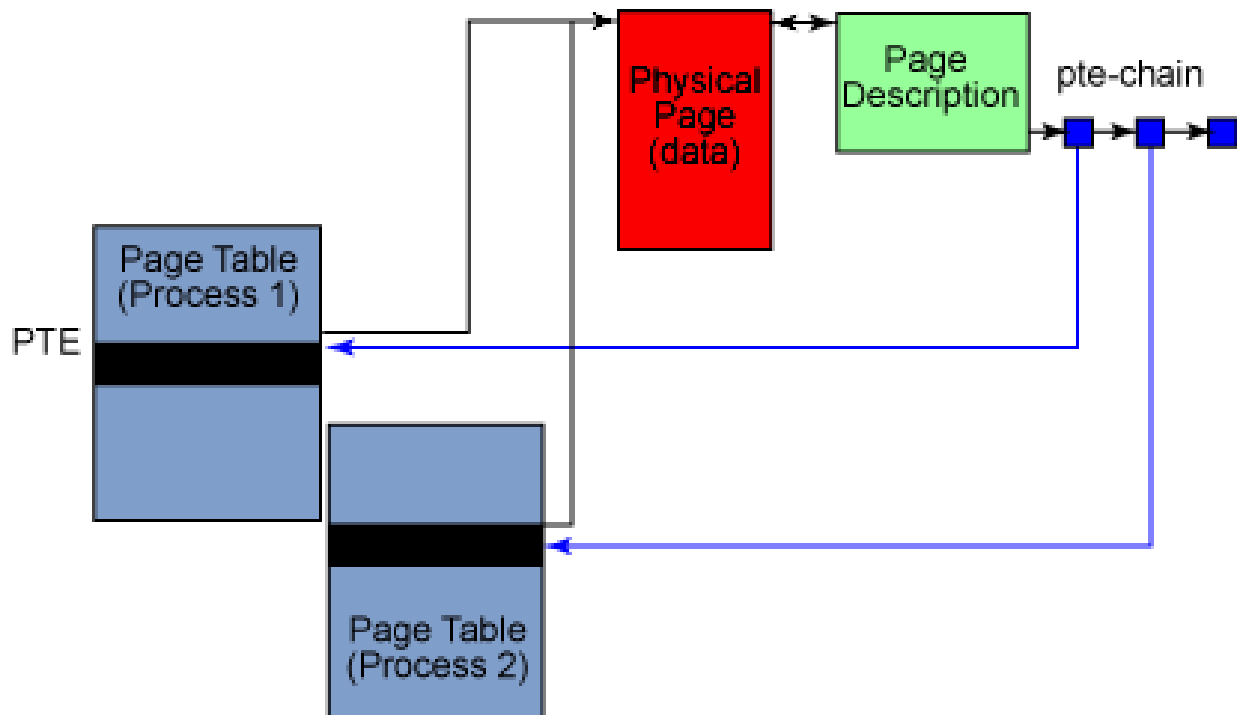 Physical
Page
(data)
Page
Description
pte-chain
Page Table
(Process 1)
PTE
Page Table
(Process 2)